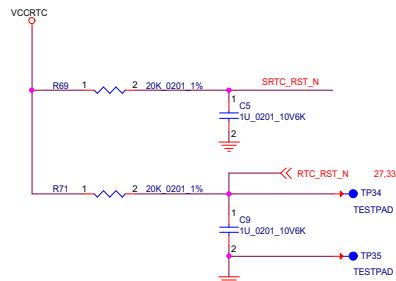 VCCRTC
R69 1 2 20K_0201_1% SRTC_RST_N
1
C5
1U_0201_10V6K
2
RTC_RST_N 27,33
R71 1 2 20K_0201_1% TP34
TESTPAD
1
C9
1U_0201_10V6K
2
TP35
TESTPAD